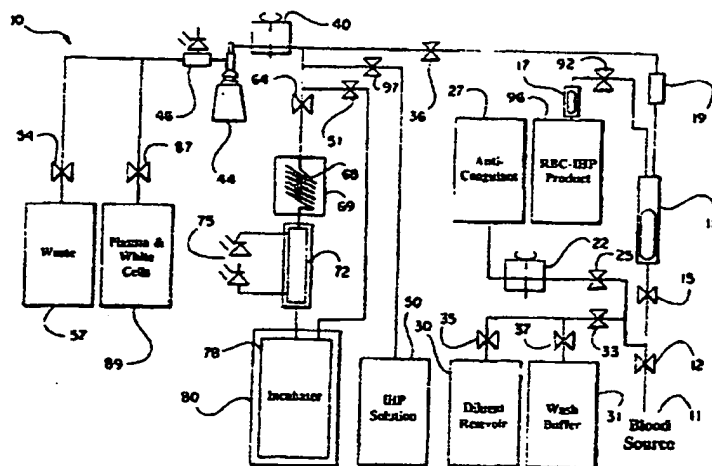 10
40
92
17
27
96
19
64
97
36
46
51
44
54
87
68
69
Anti-
Coagulant
RBC-IHP
Product
75
72
22
25
15
Waste
Plasma &
White
Cells
50
35
37
33
12
57
89
78
30
80
Incubator
IHP
Solution
Diluent
Reservoir
Wash
Buffer
31
11
Blood
Source